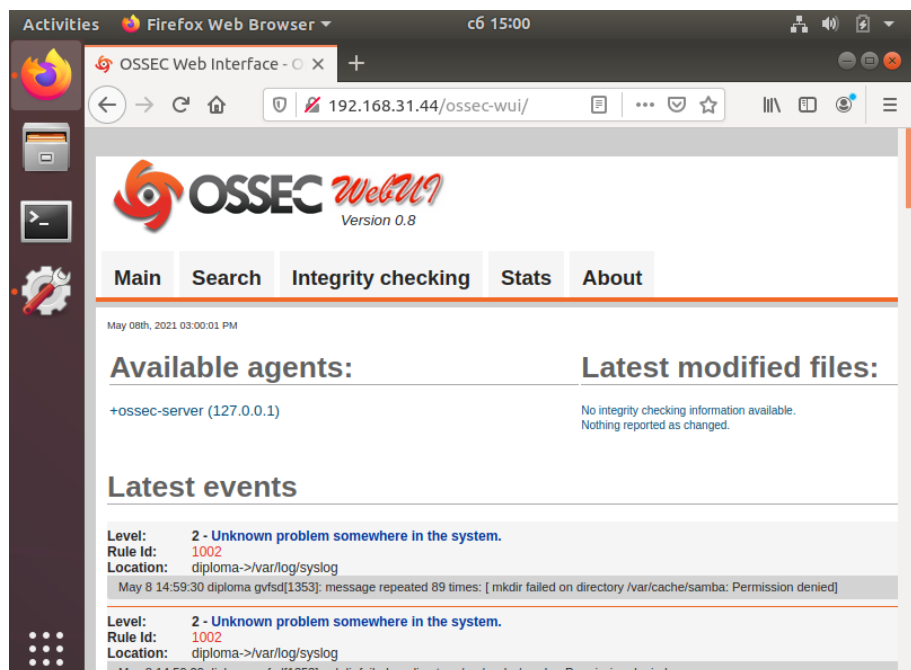 Activities Firefox Web Browser сб 15:00
OSSEC Web Interface - O
192.168.31.44/ossec-wui/
OSSEC WebUI
Version 0.8
Main Search Integrity checking Stats About
May 08th, 2021 03:00:01 PM
Available agents: Latest modified files:
+ossec-server (127.0.0.1) No integrity checking information available.
Nothing reported as changed.
Latest events
Level: 2 - Unknown problem somewhere in the system.
Rule Id: 1002
Location: diploma->/var/log/syslog
May 8 14:59:30 diploma gvfsd[1353]: message repeated 89 times: [ mkdir failed on directory /var/cache/samba: Permission denied]
Level: 2 - Unknown problem somewhere in the system.
Rule Id: 1002
Location: diploma->/var/log/syslog